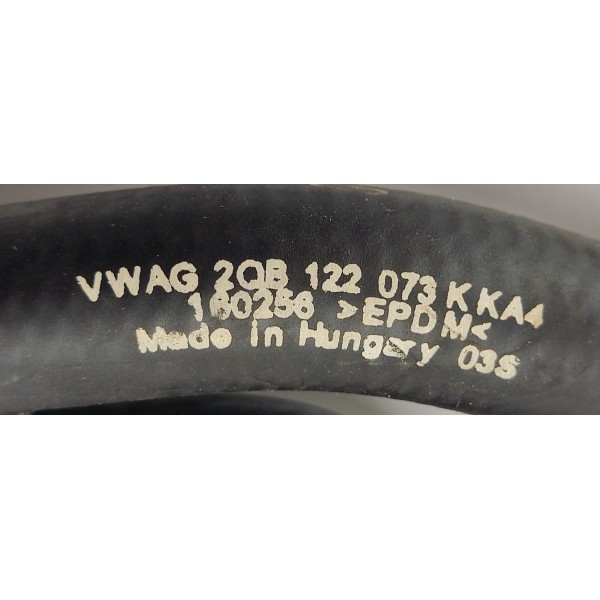 VWAG 2QB 122 073 K KA4
160256 >EPDM<
Made in Hungary 03S